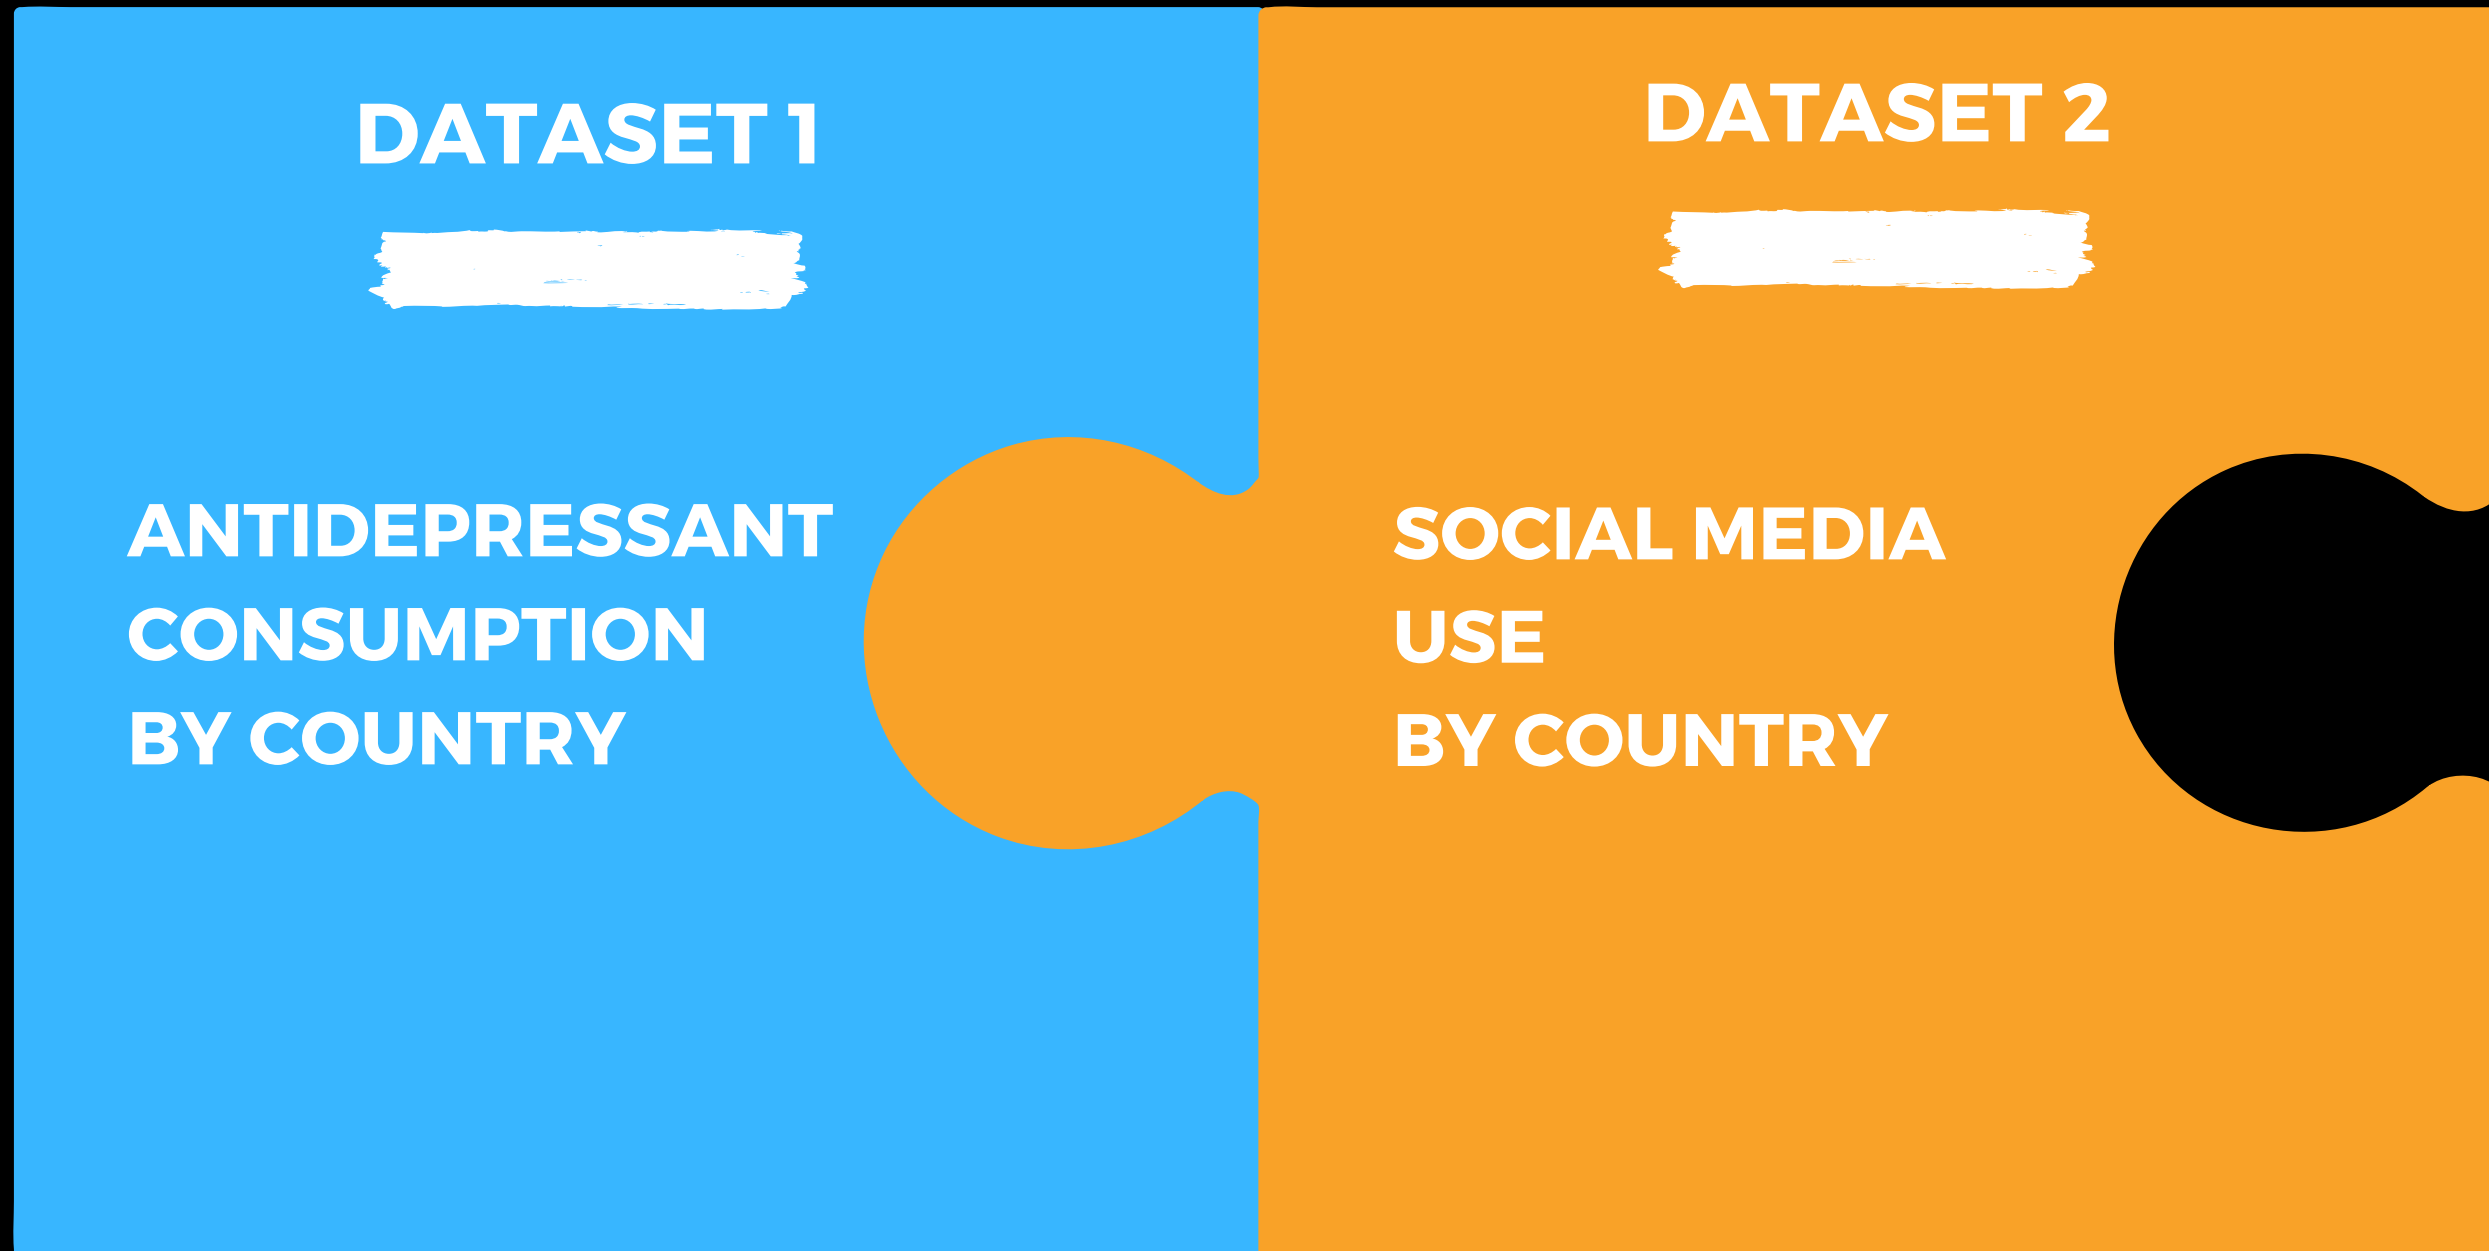 DATASET 1
ANTIDEPRESSANT
CONSUMPTION
BY COUNTRY
DATASET 2
SOCIAL MEDIA
USE
BY COUNTRY